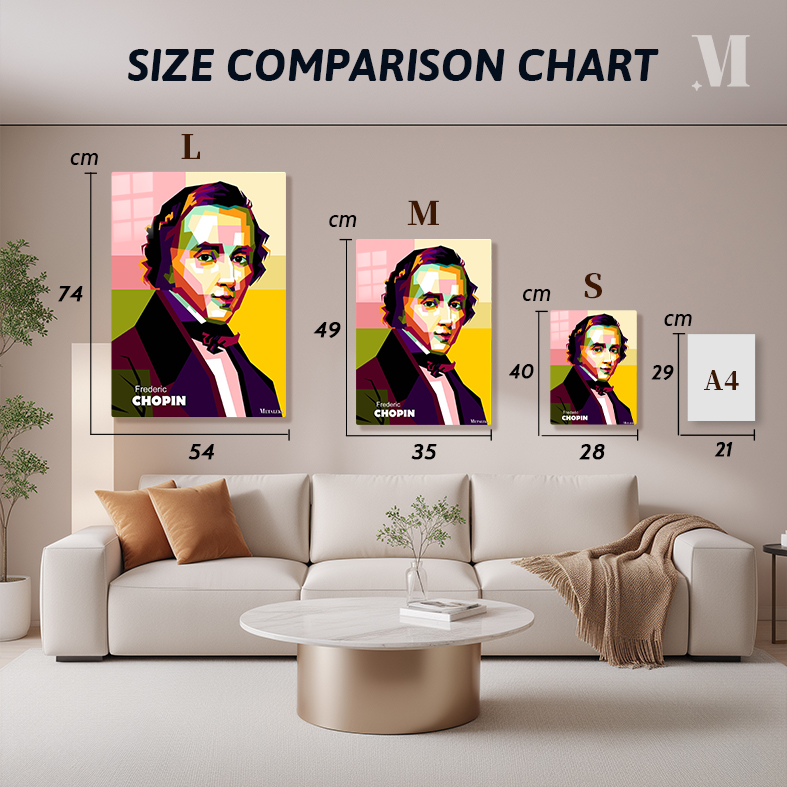 SIZE COMPARISON CHART
M
cm
L
74
54
Frederic
CHOPIN
cm
M
49
35
Frederic
CHOPIN
cm
S
40
28
Frederic
CHOPIN
cm
29
A4
21